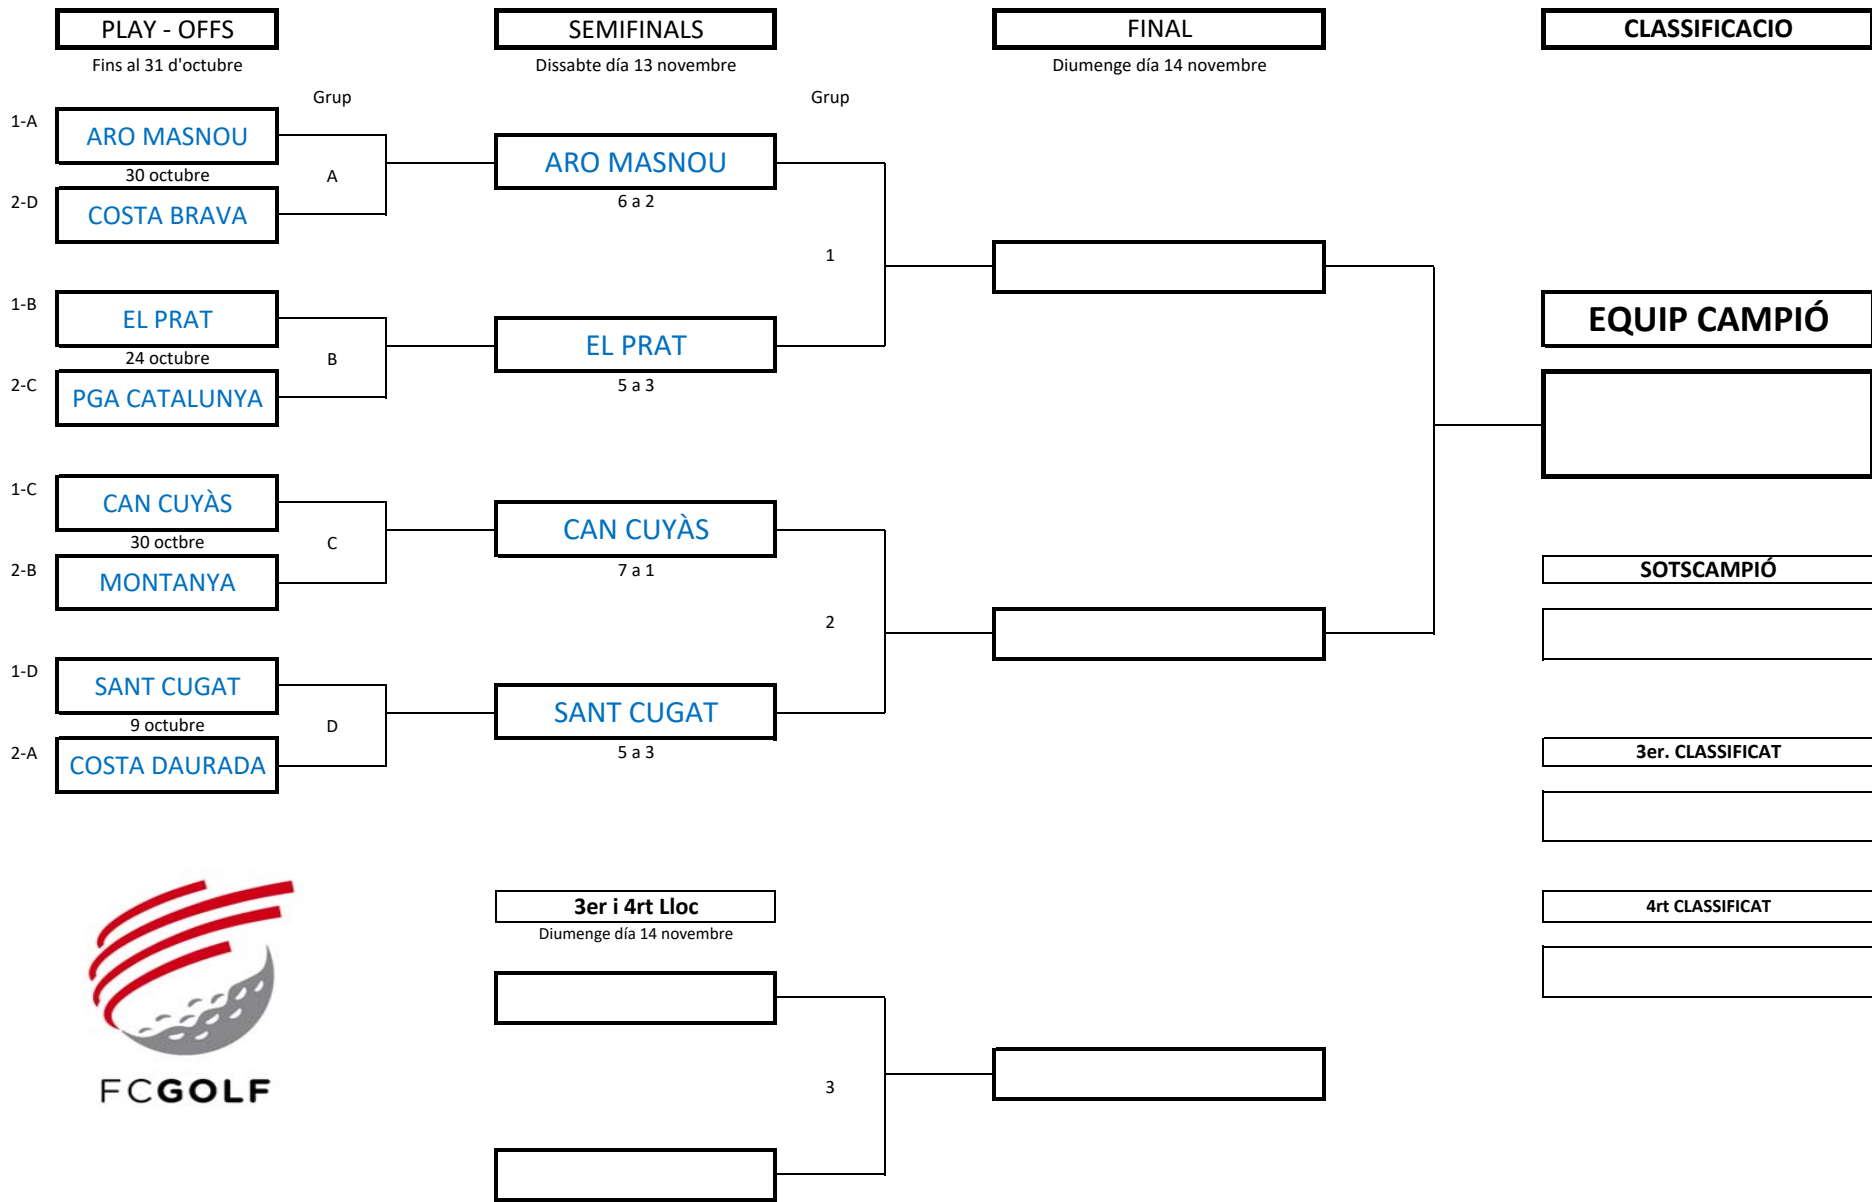 PLAY - OFFS
SEMIFINALS
FINAL
CLASSIFICACIO
Fins al 31 d'octubre
Dissabte día 13 novembre
Diumenge día 14 novembre
Grup
Grup
1-A
ARO MASNOU
30 octubre
2-D
COSTA BRAVA
A
ARO MASNOU
6 a 2
1
1-B
EL PRAT
24 octubre
2-C
PGA CATALUNYA
B
EL PRAT
5 a 3
EQUIP CAMPIÓ
1-C
CAN CUYÀS
30 octbre
2-B
MONTANYA
C
CAN CUYÀS
7 a 1
2
SOTSCAMPIÓ
1-D
SANT CUGAT
9 octubre
2-A
COSTA DAURADA
D
SANT CUGAT
5 a 3
3er. CLASSIFICAT
3er i 4rt Lloc
Diumenge día 14 novembre
4rt CLASSIFICAT
3
FCGOLF